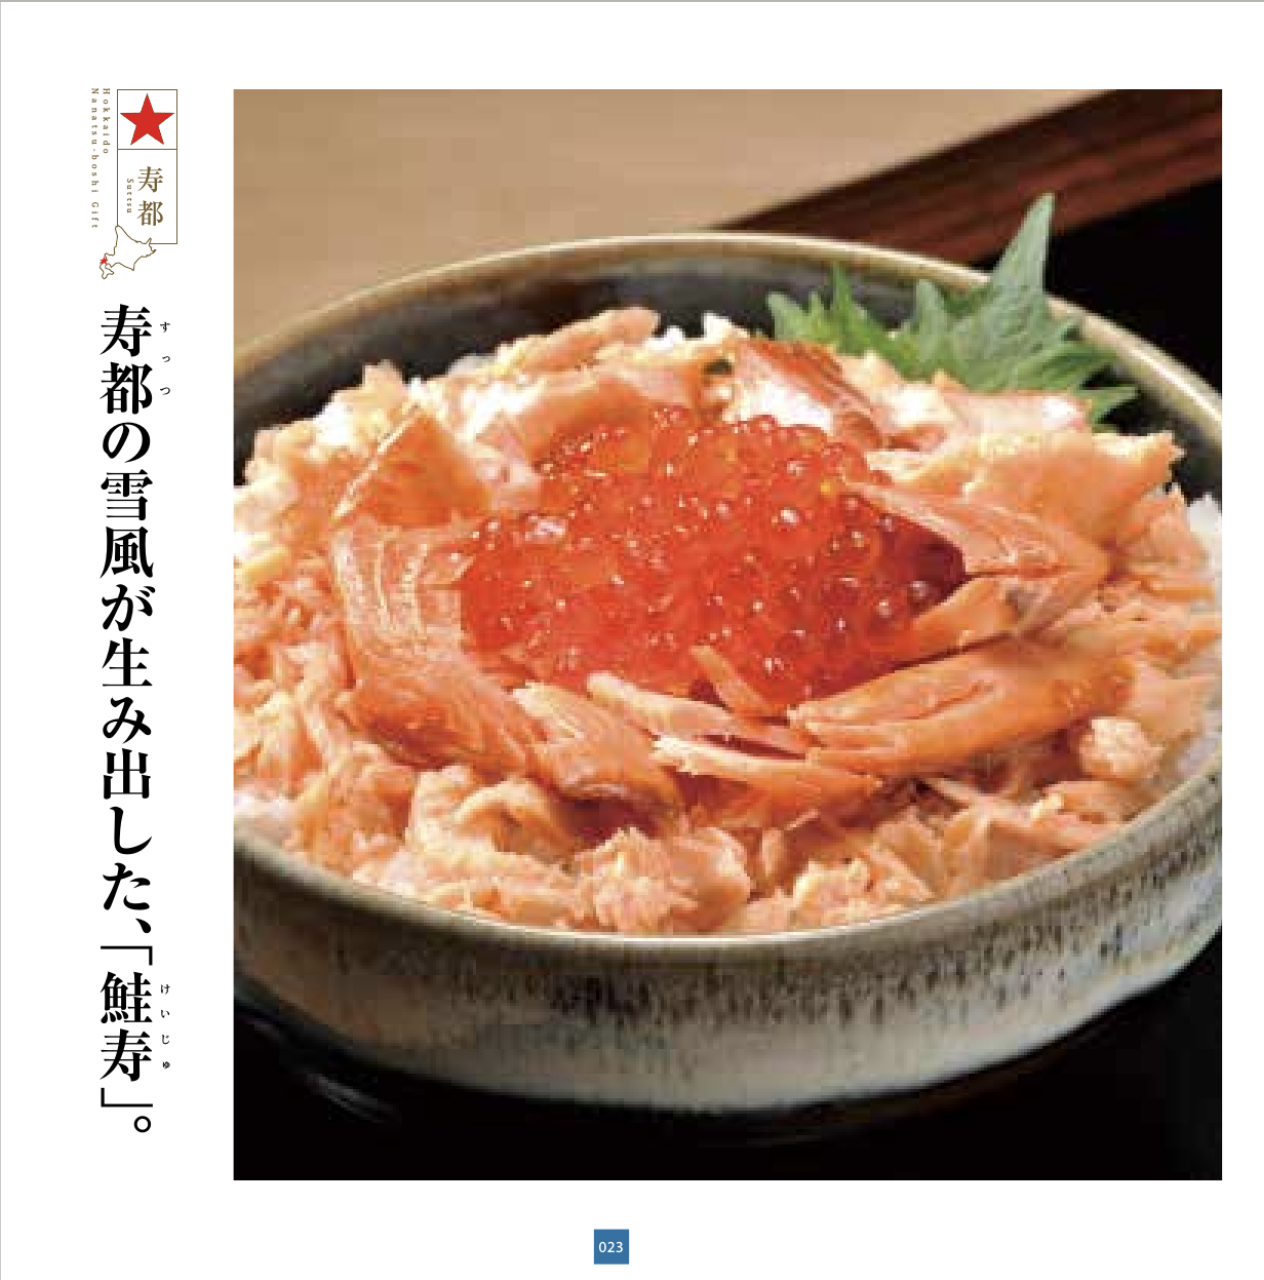 Hokkaido
Nanatsu-boshi Gift
寿都
Suttsu
寿都の雪風が生み出した、「鮭寿」。
すっつ
けいじゅ
023